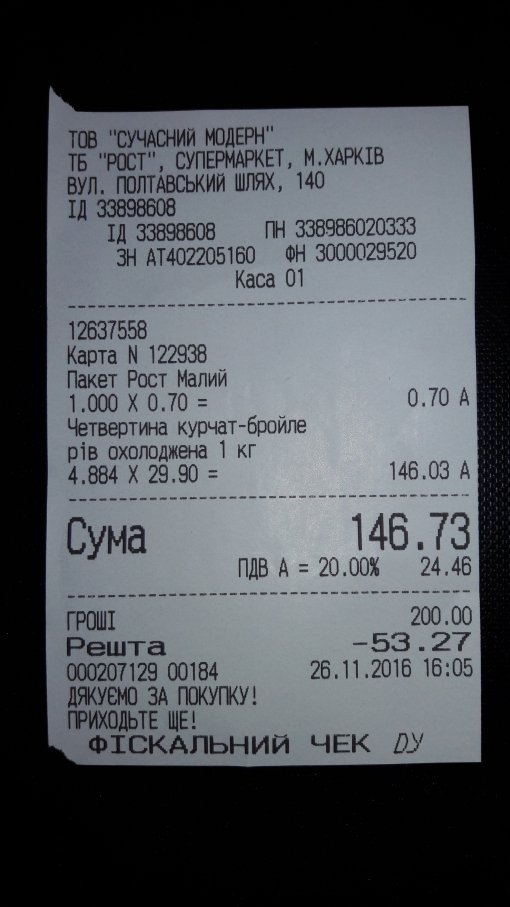 ТОВ "СУЧАСНИЙ МОДЕРН"
ТБ "РОСТ", СУПЕРМАРКЕТ, М.ХАРКІВ
ВУЛ. ПОЛТАВСЬКИЙ ШЛЯХ, 140
ІД 33898608
ІД 33898608 ПН 338986020333
ЗН АТ402205160 ФН 3000029520
Каса 01
12637558
Карта N 122938
Пакет Рост Малий
1.000 X 0.70 = 0.70 А
Четвертина курчат-бройле
рів охолоджена 1 кг
4.884 X 29.90 = 146.03 А
Сума 146.73
ПДВ А = 20.00% 24.46
ГРОШІ 200.00
Решта -53.27
000207129 00184 26.11.2016 16:05
ДЯКУЄМО ЗА ПОКУПКУ!
ПРИХОДЬТЕ ЩЕ!
ФІСКАЛЬНИЙ ЧЕК